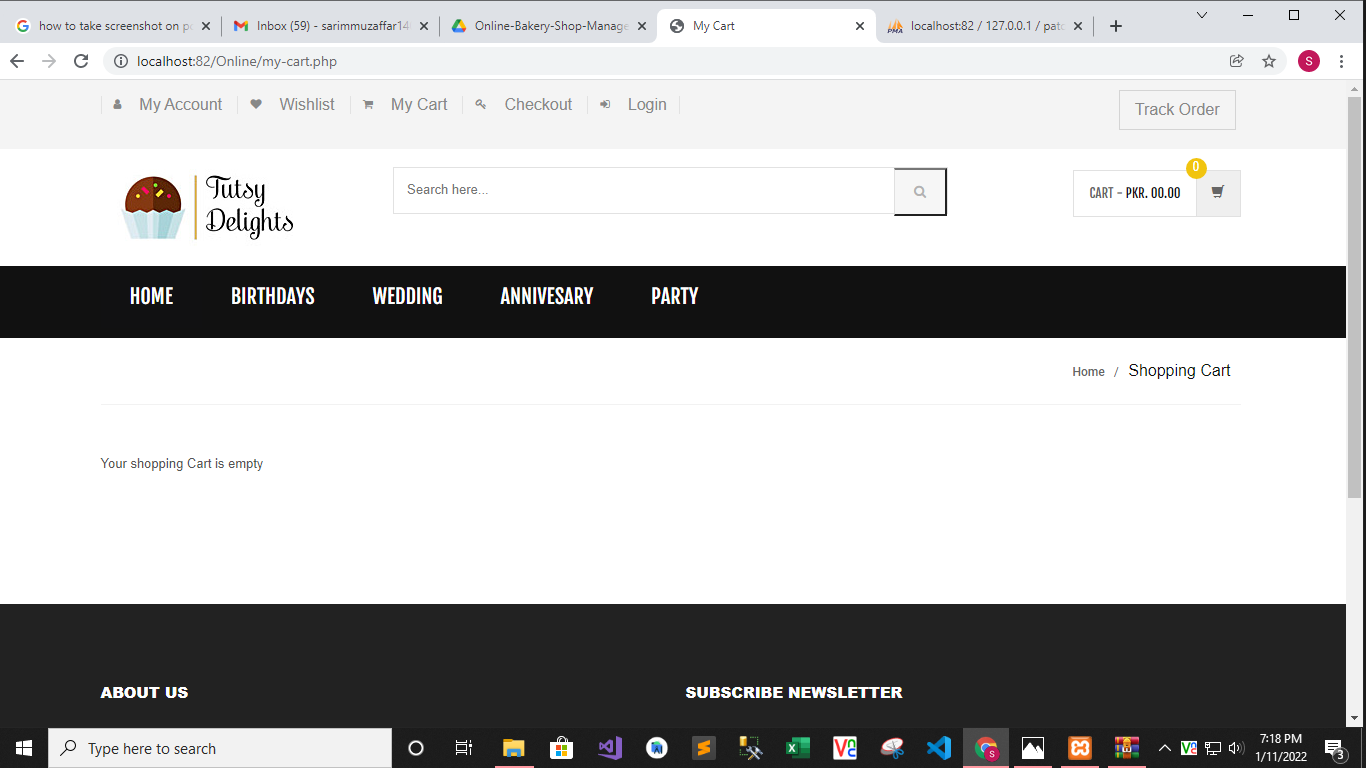 how to take screenshot on pc
Inbox (59) - sarimmuzaffar14
Online-Bakery-Shop-Manage
My Cart
localhost:82 / 127.0.0.1 / patc
PMA
localhost:82/Online/my-cart.php
S
My Account
Wishlist
My Cart
Checkout
Login
Track Order
Tutsy
Delights
Search here...
0
CART - PKR. 00.00
HOME
BIRTHDAYS
WEDDING
ANNIVESARY
PARTY
Home / Shopping Cart
Your shopping Cart is empty
ABOUT US
SUBSCRIBE NEWSLETTER
Type here to search
7:18 PM
1/11/2022
3